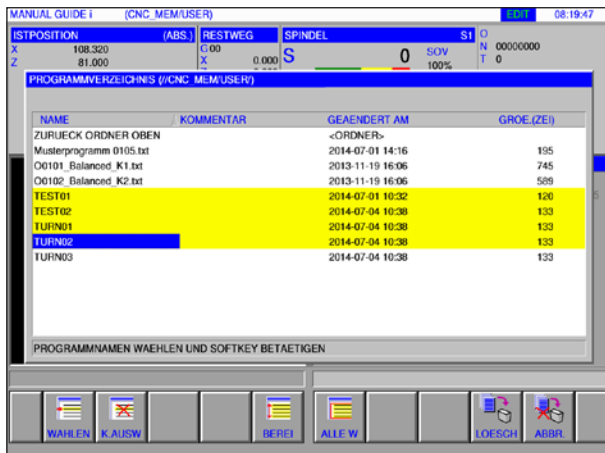 MANUAL GUIDE i (CNC_MEM/USER) EDIT 08:19:47
ISTPOSITION (ABS.) RESTWEG SPINDEL S1 O
X 108.320 G00 S 0 SOV N 00000000
Z 81.000 X 0.000 100% T 0
PROGRAMMVERZEICHNIS (//CNC_MEM/USER/)
NAME KOMMENTAR GEAENDERT AM GROE.(ZEI)
ZURUECK ORDNER OBEN <ORDNER>
Musterprogramm 0105.txt 2014-07-01 14:16 195
O0101_Balanced_K1.txt 2013-11-19 16:06 745
O0102_Balanced_K2.txt 2013-11-19 16:06 589
TEST01 2014-07-01 10:32 120
TEST02 2014-07-04 10:38 133
TURN01 2014-07-04 10:38 133
TURN02 2014-07-04 10:38 133
TURN03 2014-07-04 10:38 133
PROGRAMMNAMEN WAEHLEN UND SOFTKEY BETAETIGEN
WAHLEN K.AUSW BEREI ALLE W LOESCH ABBR.